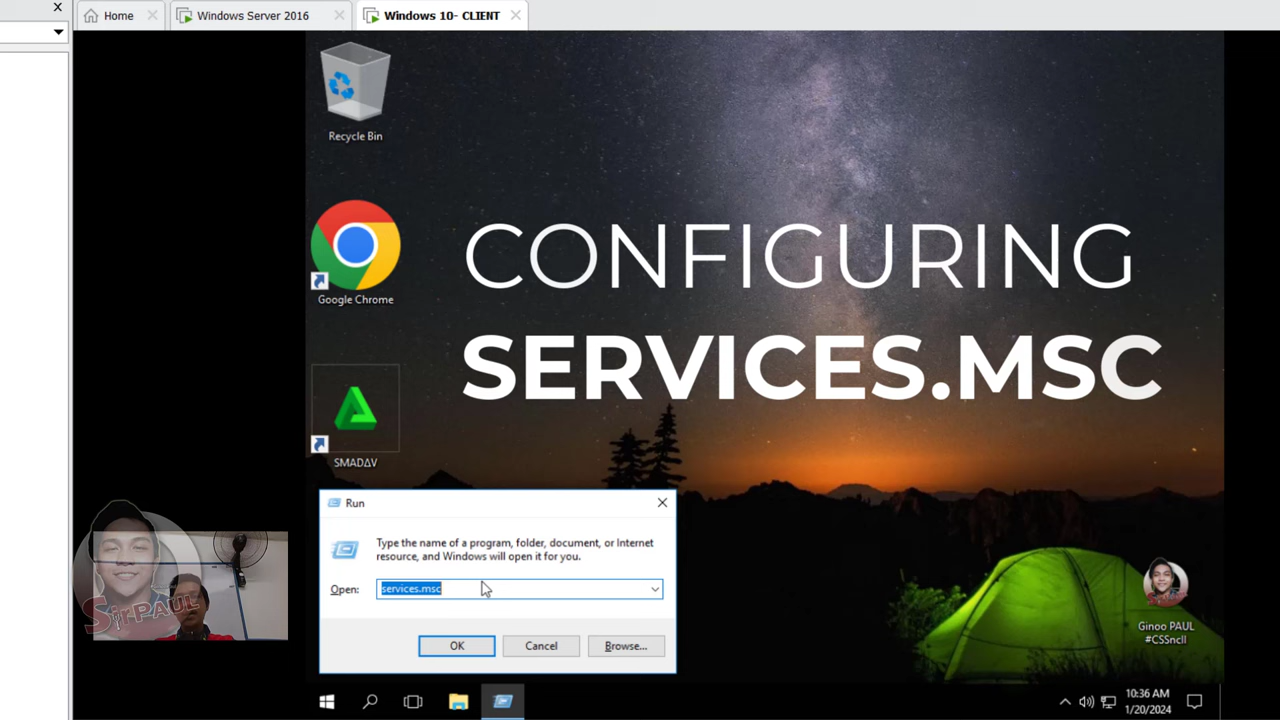 Home
Windows Server 2016
Windows 10- CLIENT
Recycle Bin
Google Chrome
SMADΔV
CONFIGURING
SERVICES.MSC
Run
Type the name of a program, folder, document, or Internet
resource, and Windows will open it for you.
Open:
services.msc
OK
Cancel
Browse...
SirPAUL
Ginoo PAUL
#CSSncII
10:36 AM
1/20/2024